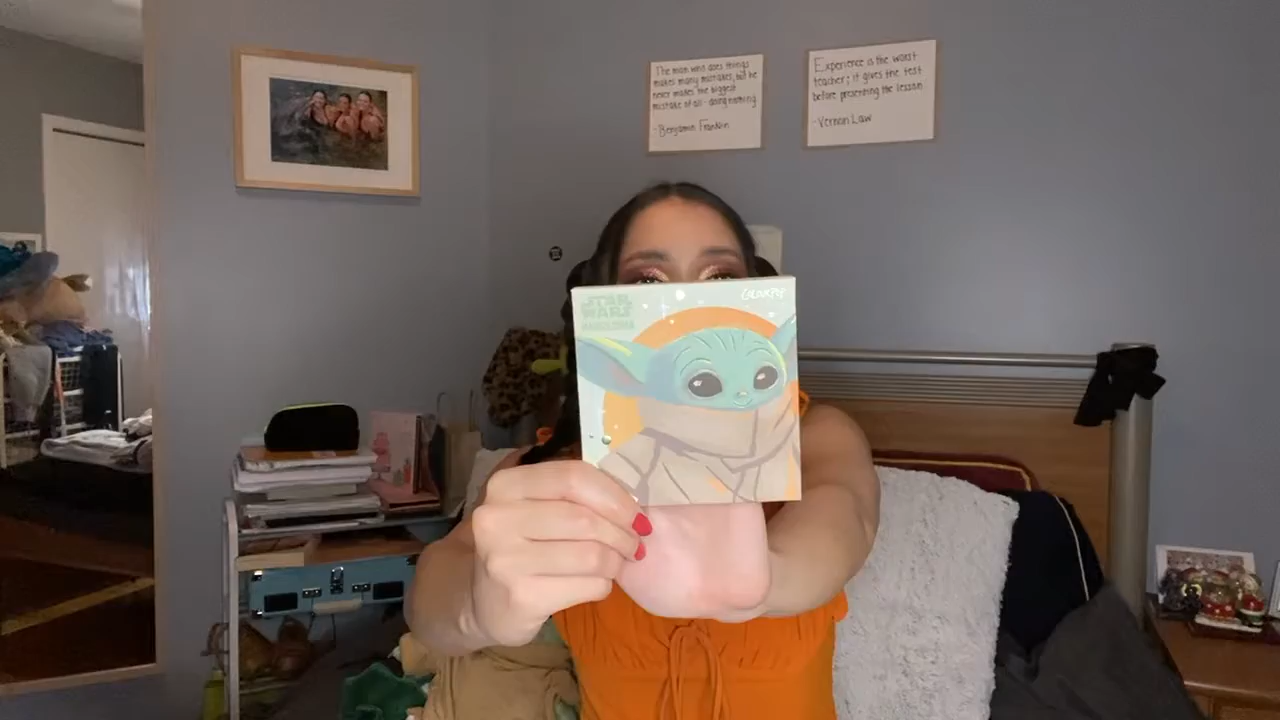 The man who does things
makes many mistakes, but he
never makes the biggest
mistake of all - doing nothing
- Benjamin Franklin
Experience is the worst
teacher; it gives the test
before presenting the lesson
- Vernon Law
STAR
WARS
COLOURPOP